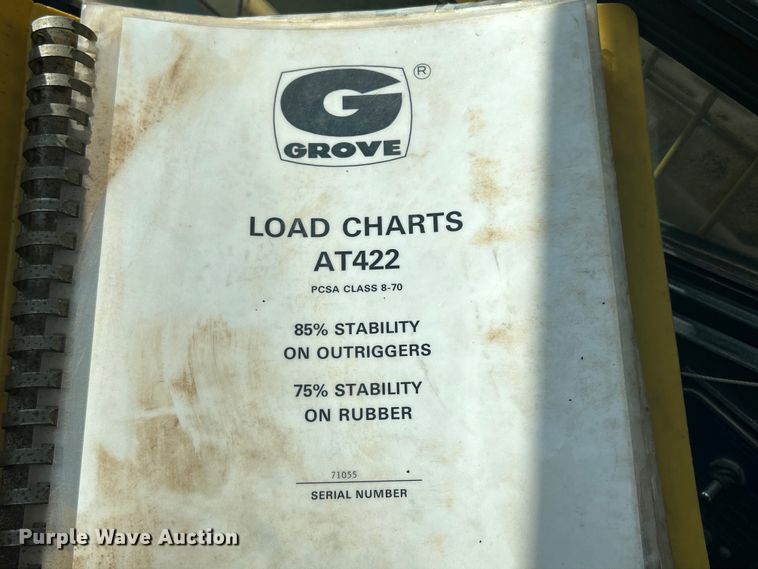 G ®
GROVE
LOAD CHARTS
AT422
PCSA CLASS 8-70
85% STABILITY
ON OUTRIGGERS
75% STABILITY
ON RUBBER
71055
SERIAL NUMBER
Purple Wave Auction